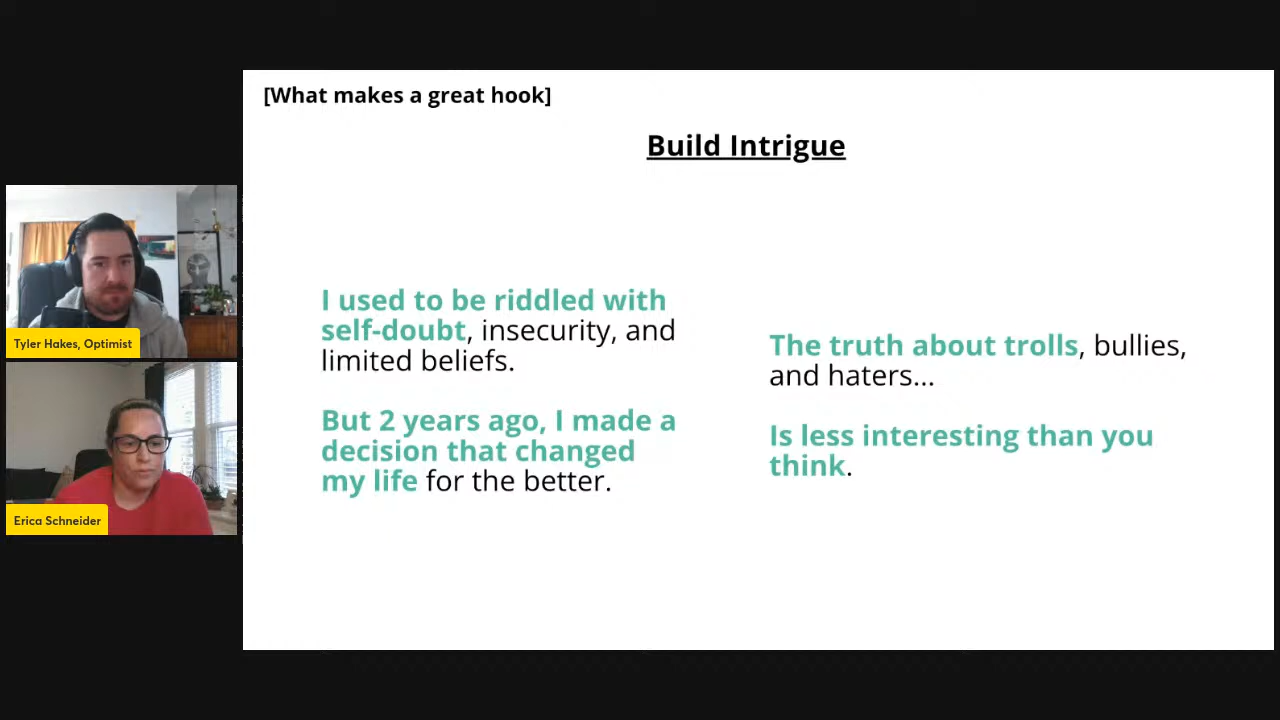 [What makes a great hook]
Build Intrigue
I used to be riddled with
self-doubt, insecurity, and
limited beliefs.
But 2 years ago, I made a
decision that changed
my life for the better.
The truth about trolls, bullies,
and haters...
Is less interesting than you
think.
Tyler Hakes, Optimist
Erica Schneider